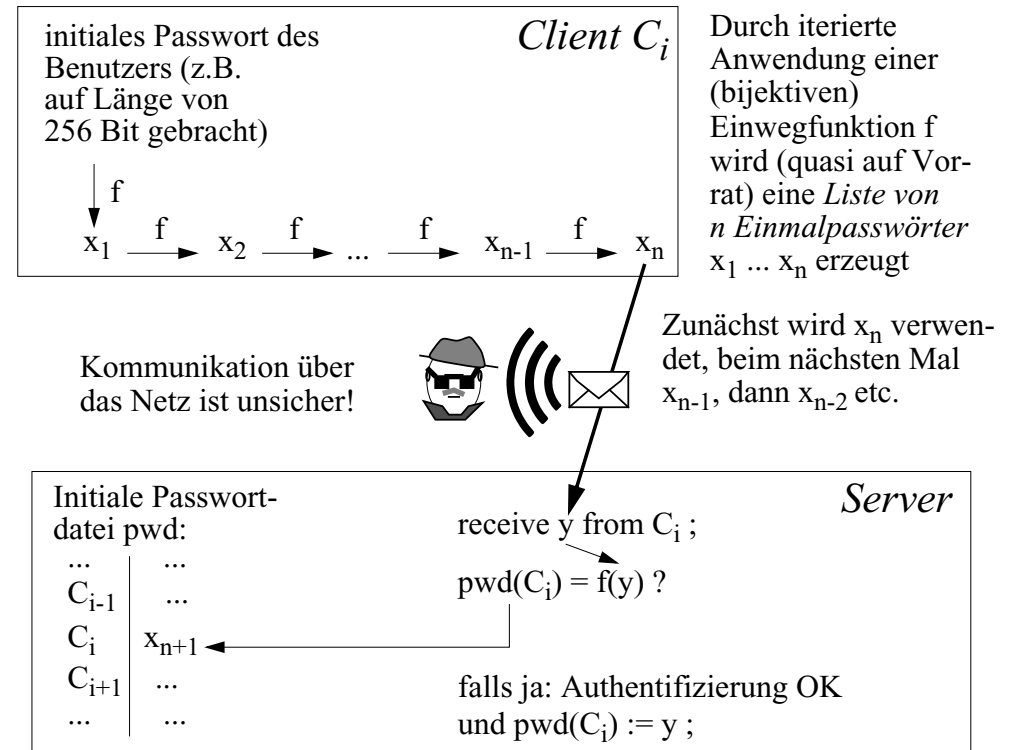 initiales Passwort des
Benutzers (z.B.
auf Länge von
256 Bit gebracht)
Client C_i
f
x_1 f x_2 f ... f x_{n-1} f x_n
Durch iterierte
Anwendung einer
(bijektiven)
Einwegfunktion f
wird (quasi auf Vor-
rat) eine Liste von
n Einmalpasswörter
x_1 ... x_n erzeugt
Kommunikation über
das Netz ist unsicher!
Zunächst wird x_n verwen-
det, beim nächsten Mal
x_{n-1}, dann x_{n-2} etc.
Server
Initiale Passwort-
datei pwd:
... ...
C_{i-1} ...
C_i x_{n+1}
C_{i+1} ...
... ...
receive y from C_i ;
pwd(C_i) = f(y) ?
falls ja: Authentifizierung OK
und pwd(C_i) := y ;